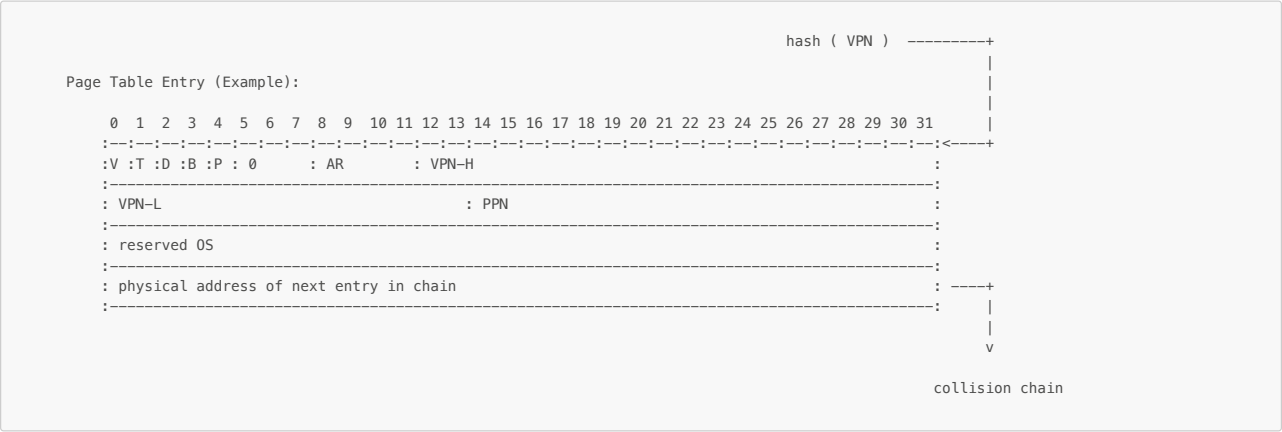 hash ( VPN ) ---------+
|
Page Table Entry (Example): |
|
0 1 2 3 4 5 6 7 8 9 10 11 12 13 14 15 16 17 18 19 20 21 22 23 24 25 26 27 28 29 30 31 |
:--:--:--:--:--:--:--:--:--:--:--:--:--:--:--:--:--:--:--:--:--:--:--:--:--:--:--:--:--:--:--:--:<----+
:V :T :D :B :P : 0 : AR : VPN-H :
:-----------------------------------------------------------------------------------------------:
: VPN-L : PPN :
:-----------------------------------------------------------------------------------------------:
: reserved OS :
:-----------------------------------------------------------------------------------------------:
: physical address of next entry in chain : ----+
:-----------------------------------------------------------------------------------------------: |
|
v
collision chain